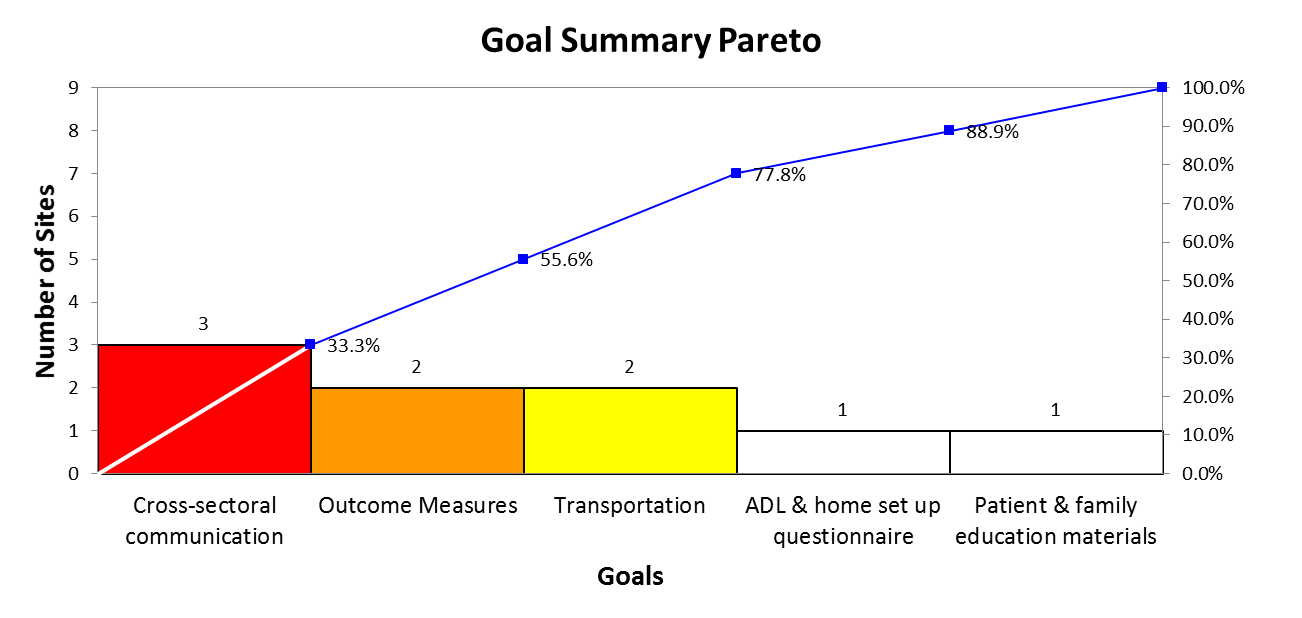 Goal Summary Pareto
9
8
7
6
5
4
3
2
1
0
Number of Sites
100.0%
90.0%
80.0%
70.0%
60.0%
50.0%
40.0%
30.0%
20.0%
10.0%
0.0%
3
2
2
1
1
33.3%
55.6%
77.8%
88.9%
Cross-sectoral
communication
Outcome Measures
Transportation
ADL & home set up
questionnaire
Patient & family
education materials
Goals